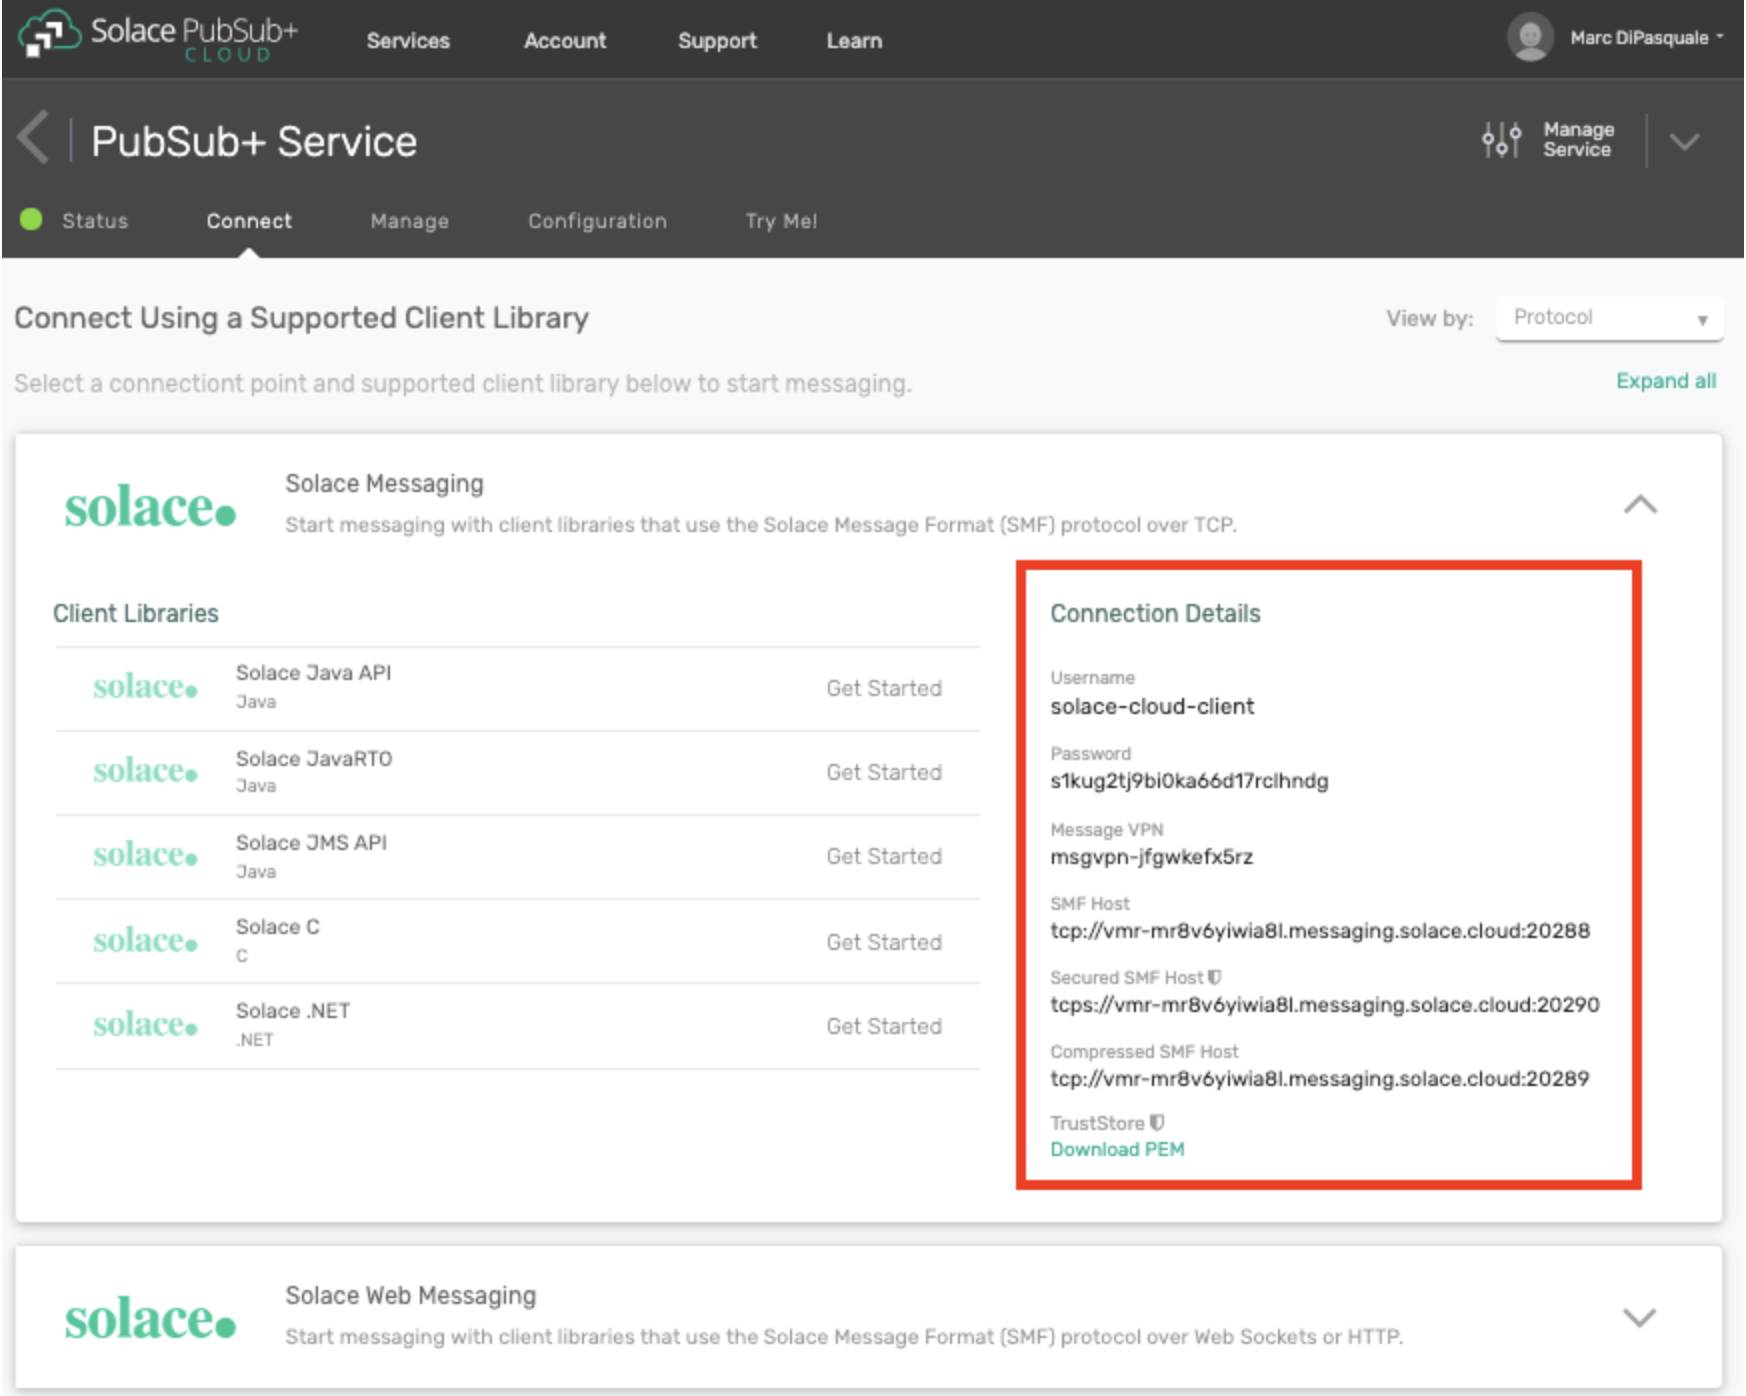 Solace PubSub+
CLOUD
Services
Account
Support
Learn
Marc DiPasquale
PubSub+ Service
Manage
Service
Status
Connect
Manage
Configuration
Try Me!
Connect Using a Supported Client Library
View by:
Protocol
Select a connectiont point and supported client library below to start messaging.
Expand all
solace.
Solace Messaging
Start messaging with client libraries that use the Solace Message Format (SMF) protocol over TCP.
Client Libraries
solace.
Solace Java API
Java
Get Started
solace.
Solace JavaRTO
Java
Get Started
solace.
Solace JMS API
Java
Get Started
solace.
Solace C
C
Get Started
solace.
Solace .NET
.NET
Get Started
Connection Details
Username
solace-cloud-client
Password
s1kug2tj9bi0ka66d17rclhndg
Message VPN
msgvpn-jfgwkefx5rz
SMF Host
tcp://vmr-mr8v6yiwia8l.messaging.solace.cloud:20288
Secured SMF Host
tcps://vmr-mr8v6yiwia8l.messaging.solace.cloud:20290
Compressed SMF Host
tcp://vmr-mr8v6yiwia8l.messaging.solace.cloud:20289
TrustStore
Download PEM
solace.
Solace Web Messaging
Start messaging with client libraries that use the Solace Message Format (SMF) protocol over Web Sockets or HTTP.